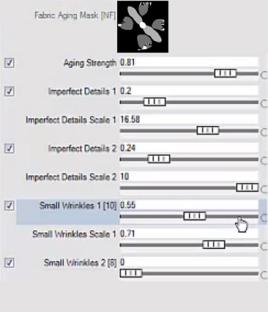 Fabric Aging Mask [NF]
Aging Strength 0.81
Imperfect Details 1 0.2
Imperfect Details Scale 1 16.58
Imperfect Details 2 0.24
Imperfect Details Scale 2 10
Small Wrinkles 1 [10] 0.55
Small Wrinkles Scale 1 0.71
Small Wrinkles 2 [8] 0